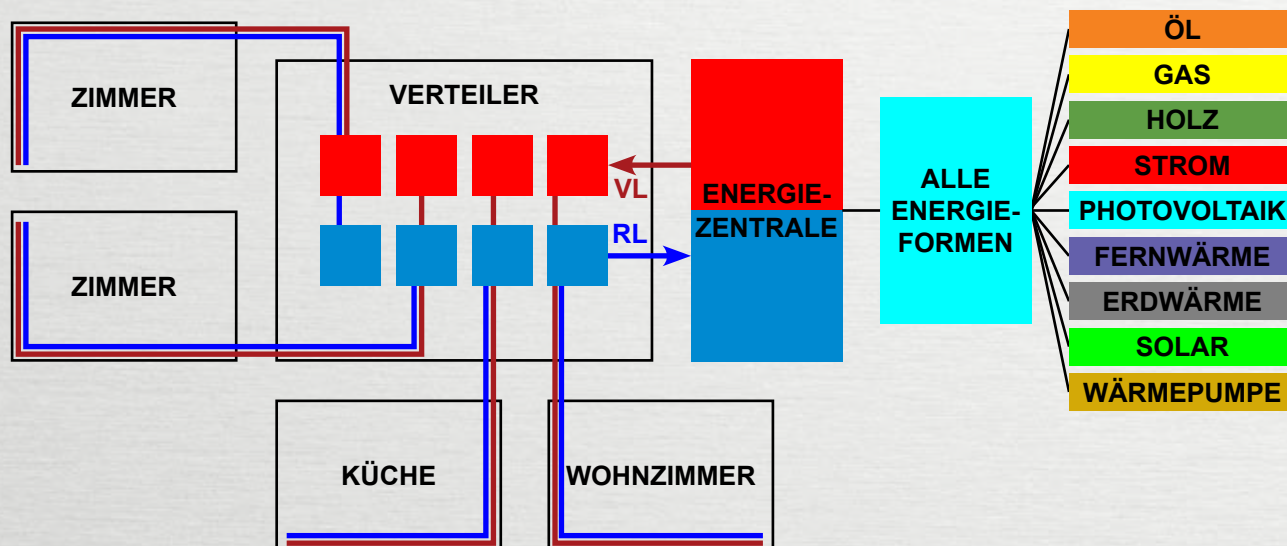 ZIMMER
VERTEILER
VL
RL
ZIMMER
KÜCHE
WOHNZIMMER
ENERGIE-
ZENTRALE
ALLE
ENERGIE-
FORMEN
ÖL
GAS
HOLZ
STROM
PHOTOVOLTAIK
FERNWÄRME
ERDWÄRME
SOLAR
WÄRMEPUMPE